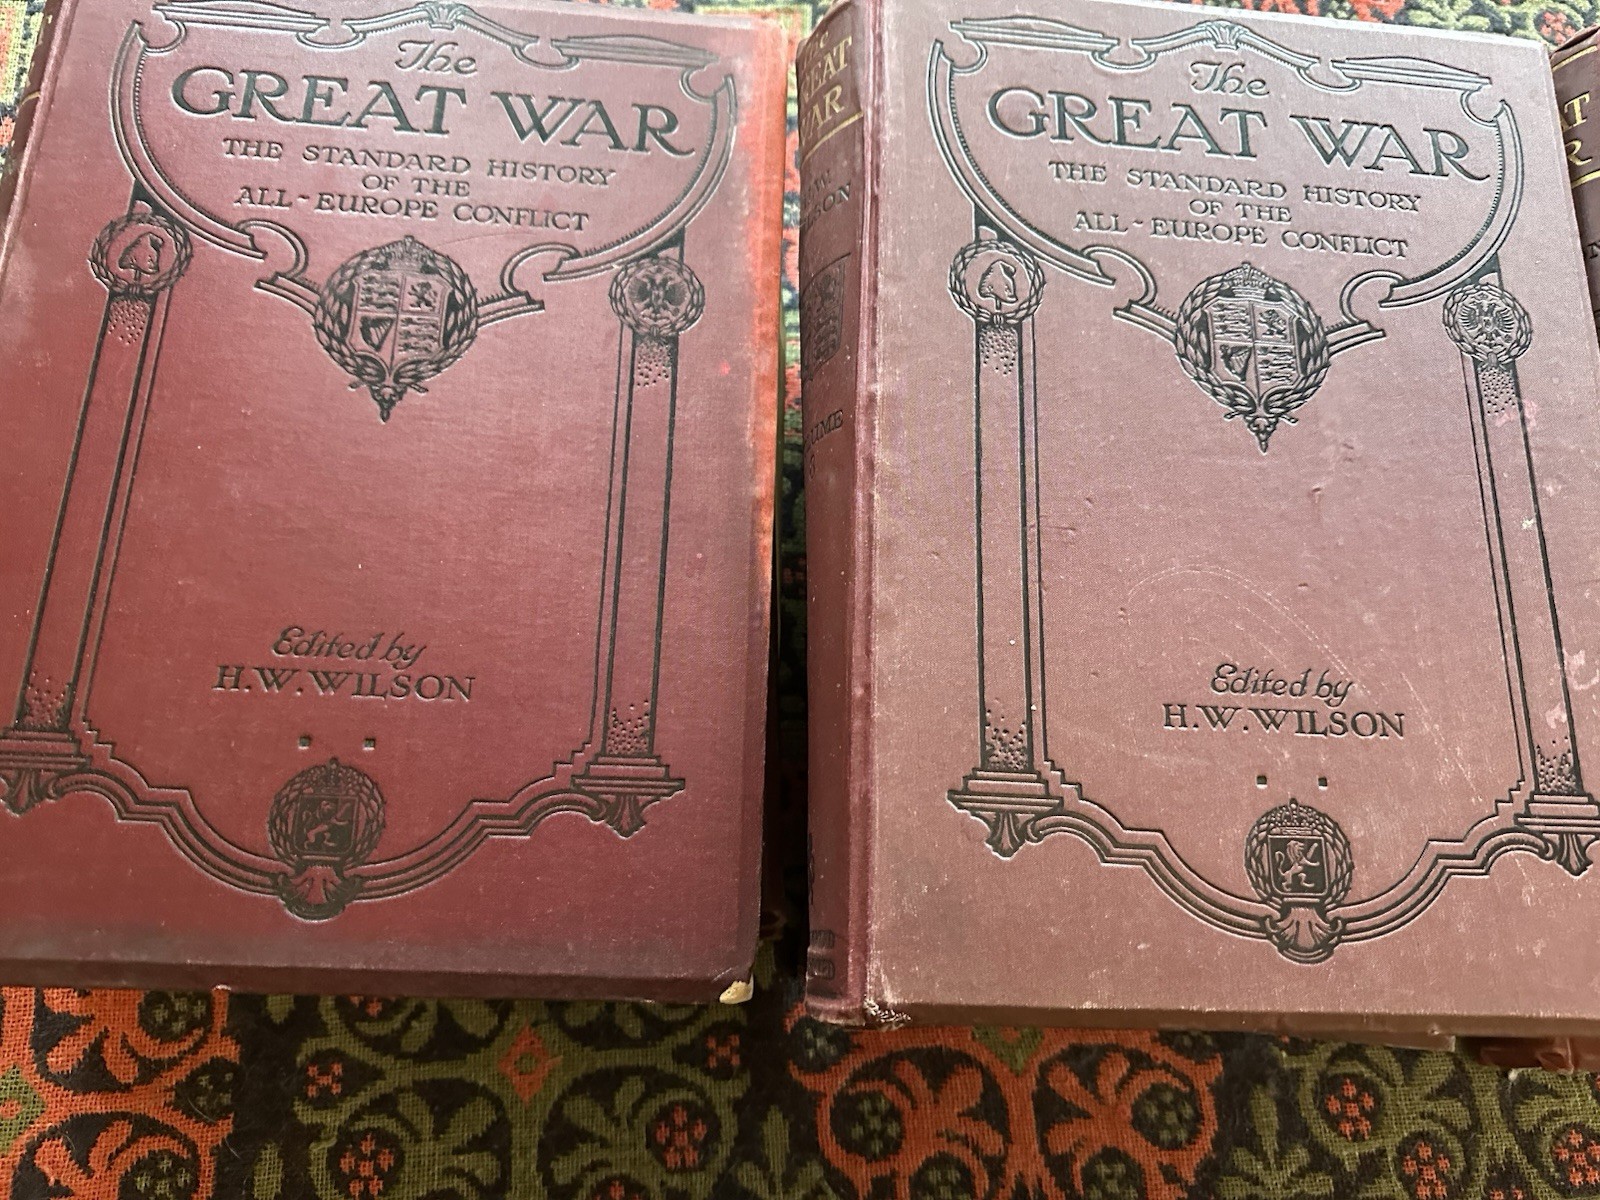 The
GREAT WAR
THE STANDARD HISTORY
OF THE
ALL-EUROPE CONFLICT
Edited by
H.W.WILSON
The
GREAT WAR
THE STANDARD HISTORY
OF THE
ALL-EUROPE CONFLICT
Edited by
H.W.WILSON